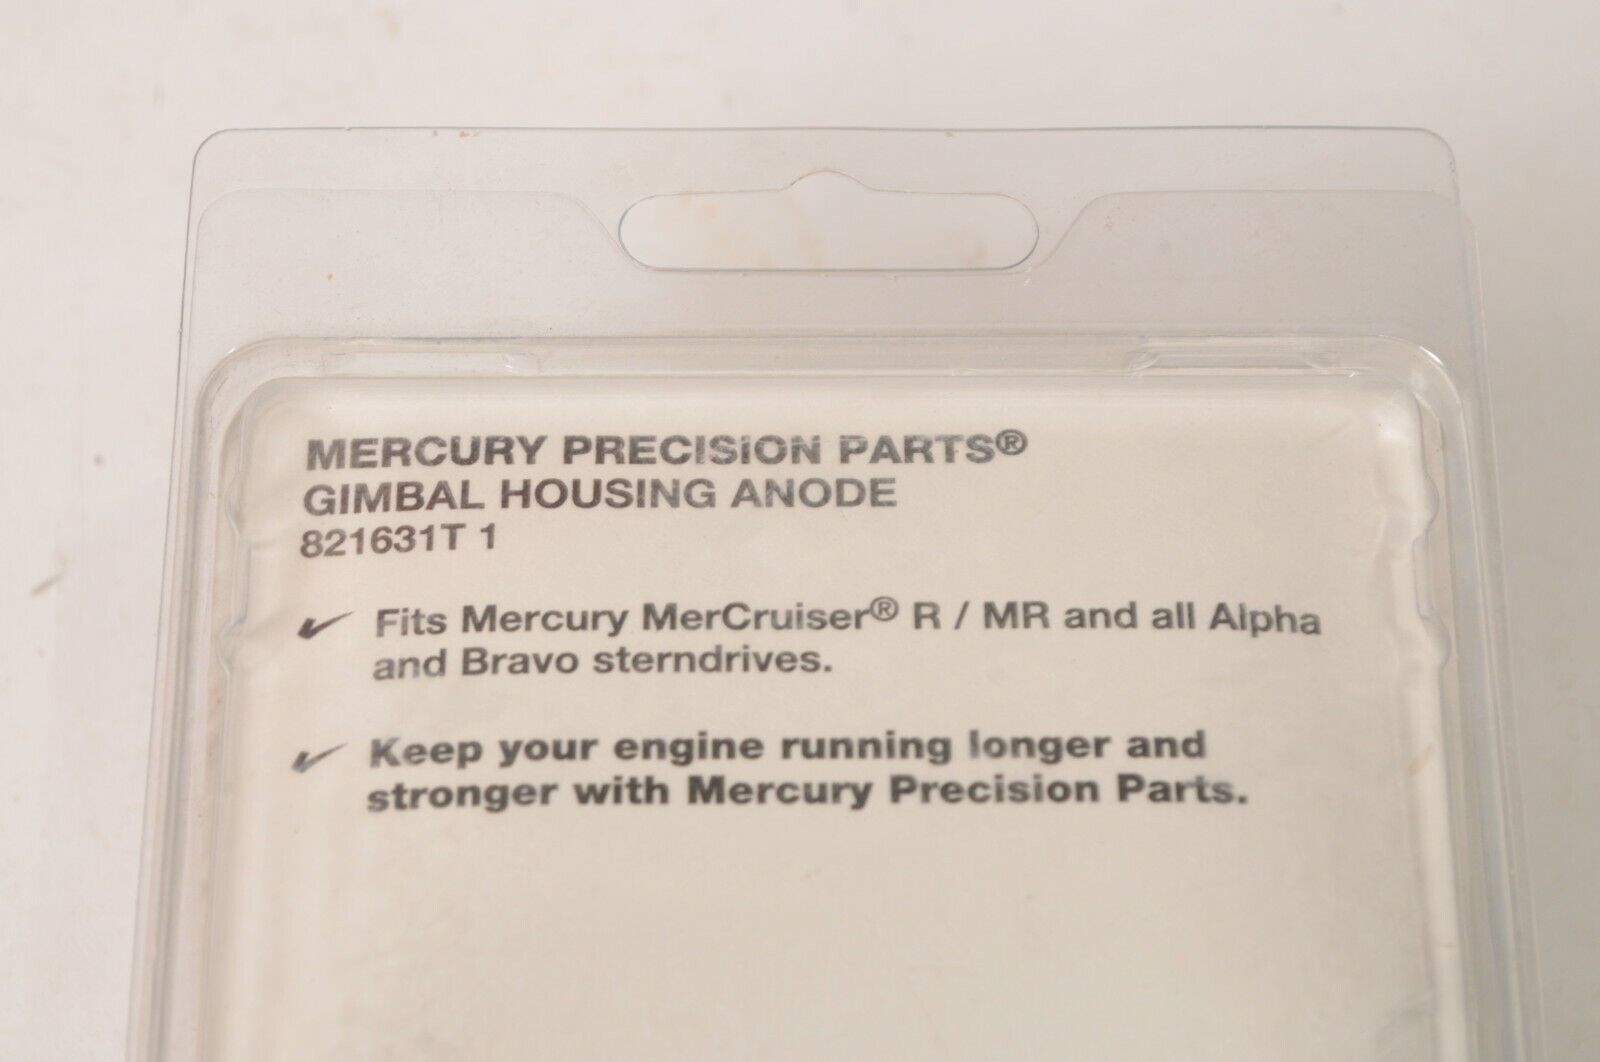 MERCURY PRECISION PARTS®
GIMBAL HOUSING ANODE
821631T 1
✓ Fits Mercury MerCruiser® R / MR and all Alpha
and Bravo sterndrives.
✓ Keep your engine running longer and
stronger with Mercury Precision Parts.